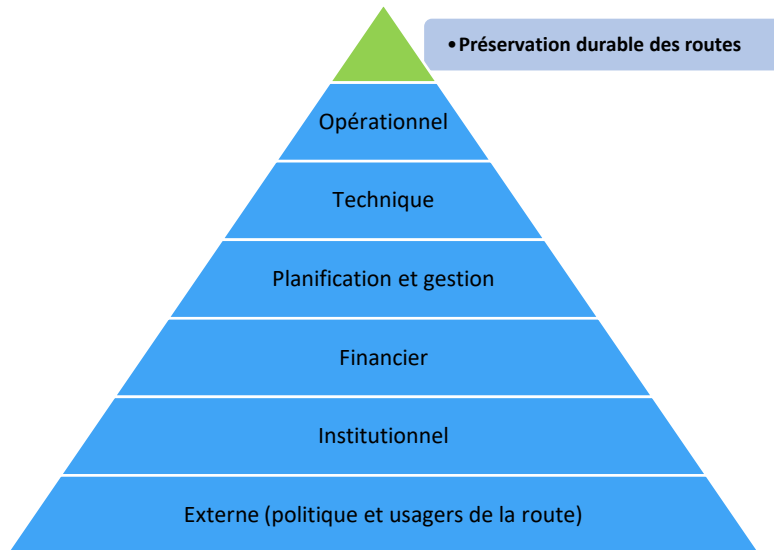 •Préservation durable des routes
Opérationnel
Technique
Planification et gestion
Financier
Institutionnel
Externe (politique et usagers de la route)